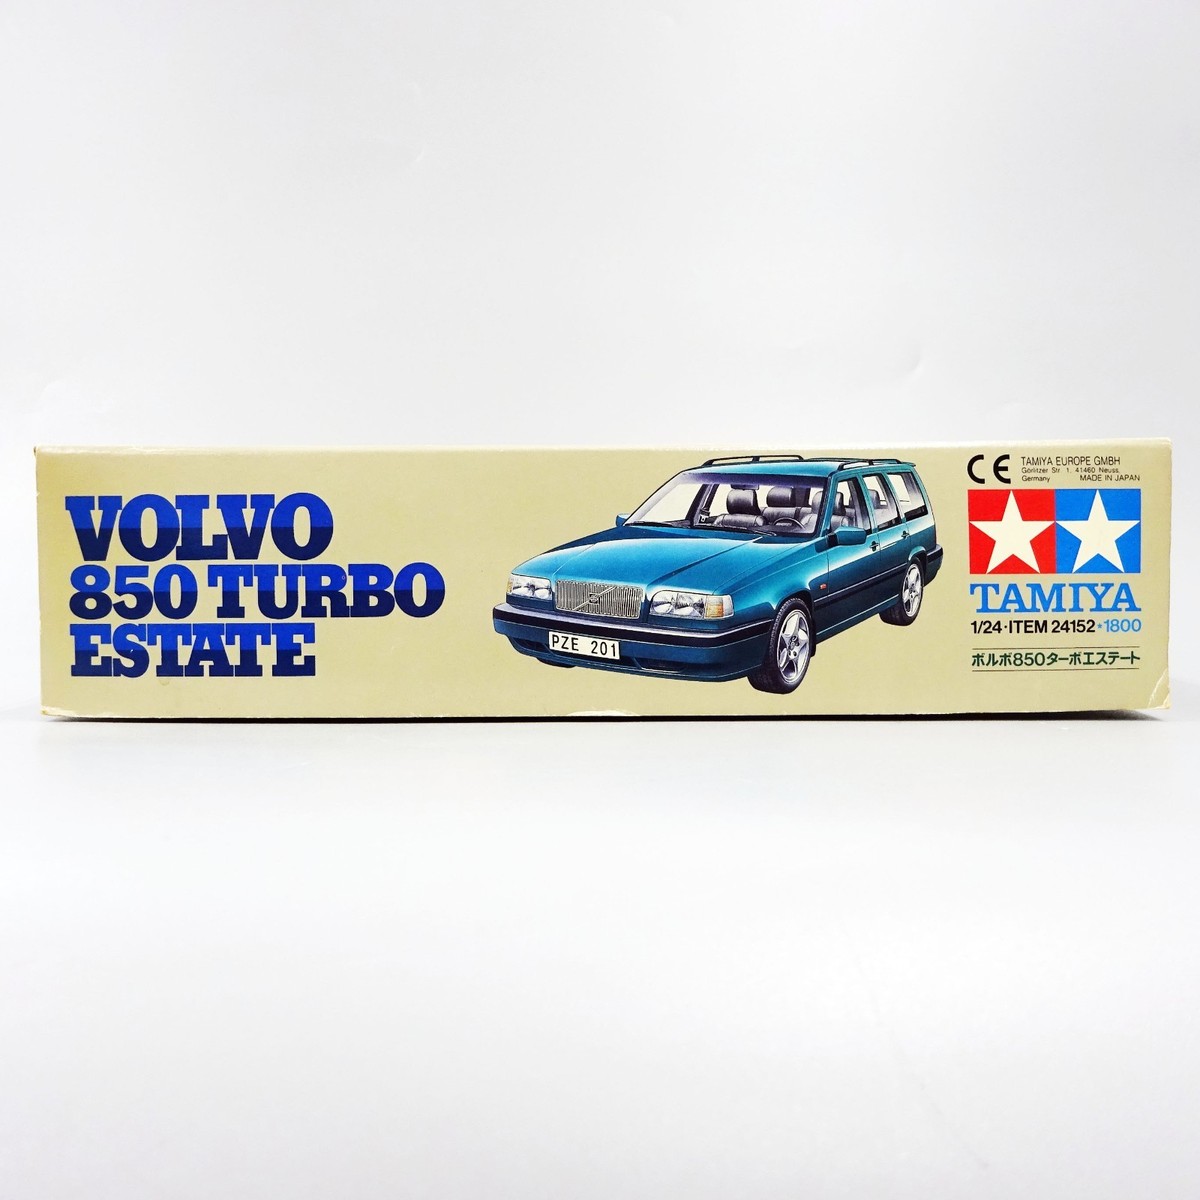 VOLVO
850 TURBO
ESTATE
PZE 201
CE TAMIYA EUROPE GMBH
Görlitzer Str. 1, 41460 Neuss,
Germany MADE IN JAPAN
TAMIYA
1/24・ITEM 24152*1800
ボルボ850ターボエステート